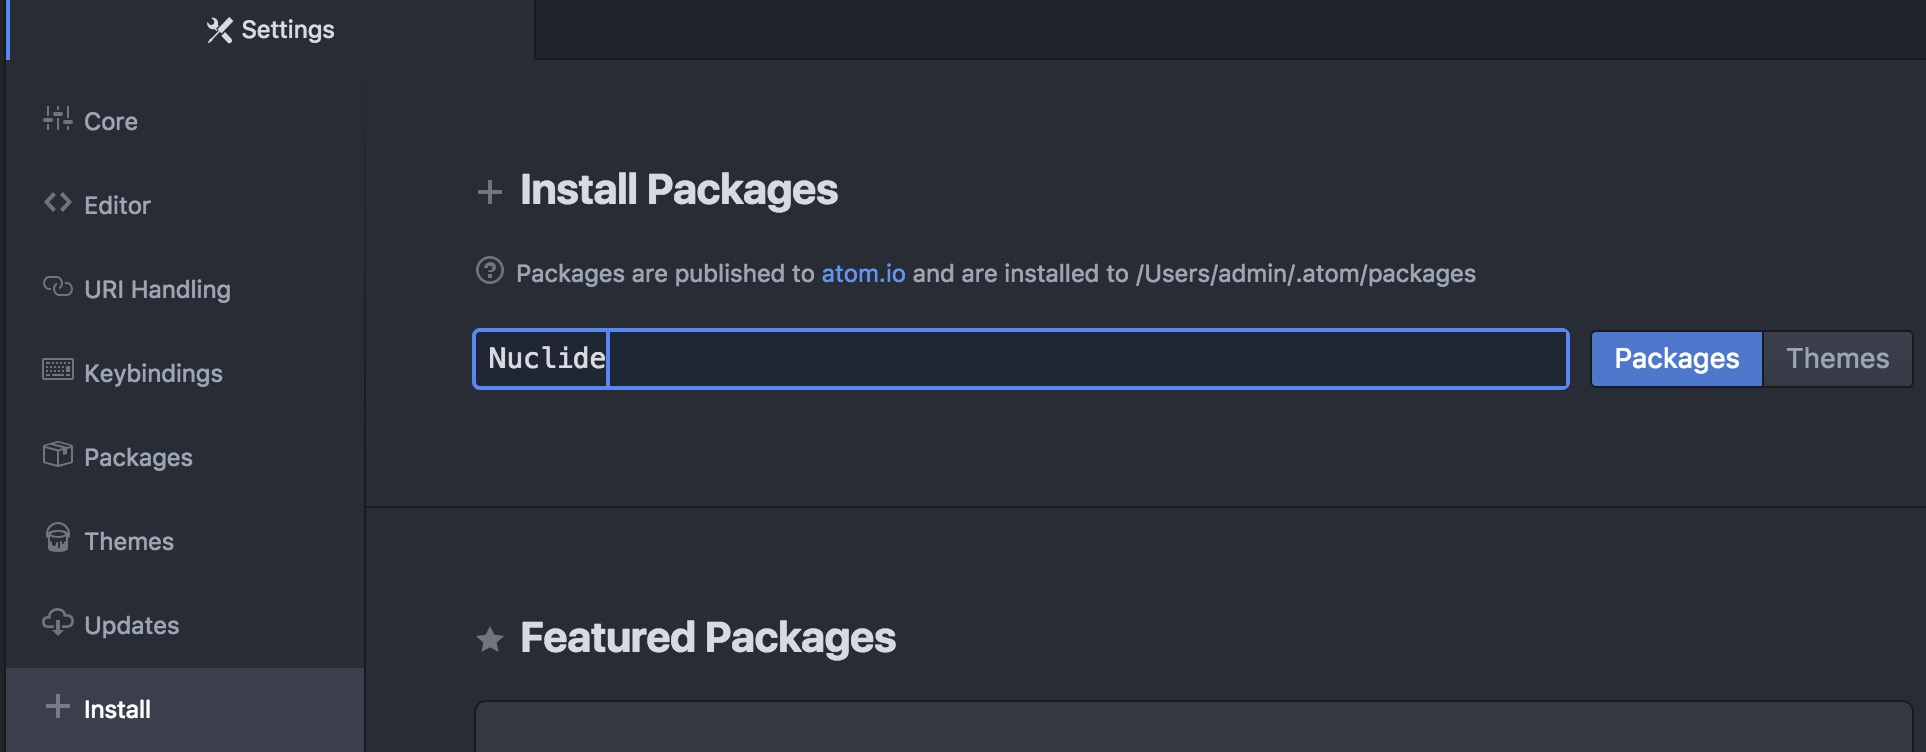 Settings
Core
Editor
URI Handling
Keybindings
Packages
Themes
Updates
Install
Install Packages
Packages are published to atom.io and are installed to /Users/admin/.atom/packages
Nuclide
Packages Themes
Featured Packages